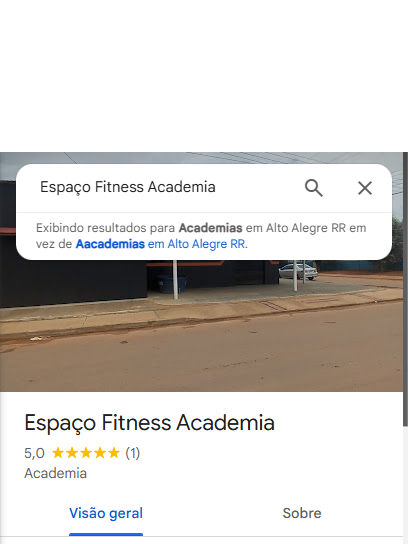 Espaço Fitness Academia
Exibindo resultados para Academias em Alto Alegre RR em
vez de Aacademias em Alto Alegre RR.
Espaço Fitness Academia
5,0 ★★★★★ (1)
Academia
Visão geral
Sobre